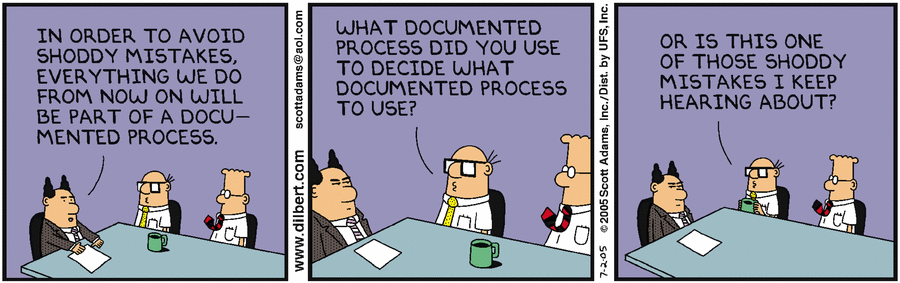 IN ORDER TO AVOID
SHODDY MISTAKES,
EVERYTHING WE DO
FROM NOW ON WILL
BE PART OF A DOCU-
MENTED PROCESS.
www.dilbert.com
scottadams@aol.com
WHAT DOCUMENTED
PROCESS DID YOU USE
TO DECIDE WHAT
DOCUMENTED PROCESS
TO USE?
7-2-05 © 2005 Scott Adams, Inc./Dist. by UFS, Inc.
OR IS THIS ONE
OF THOSE SHODDY
MISTAKES I KEEP
HEARING ABOUT?